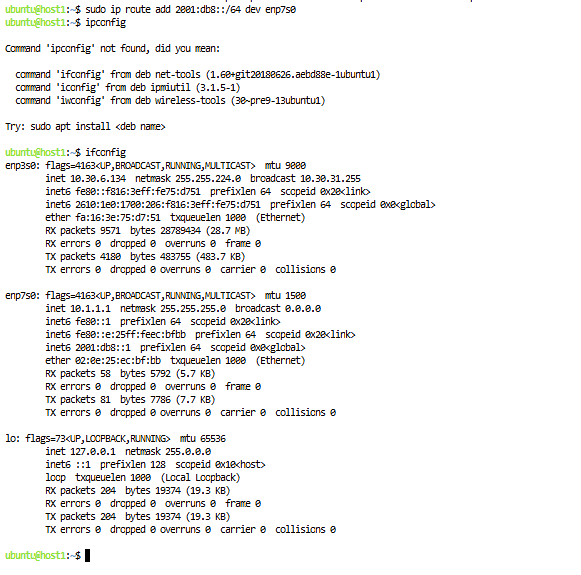 ubuntu@host1:~$ sudo ip route add 2001:db8::/64 dev enp7s0
ubuntu@host1:~$ ipconfig
Command 'ipconfig' not found, did you mean:
command 'ifconfig' from deb net-tools (1.60+git20180626.aebd88e-1ubuntu1)
command 'iconfig' from deb ipmiutil (3.1.5-1)
command 'iwconfig' from deb wireless-tools (30~pre9-13ubuntu1)
Try: sudo apt install <deb name>
ubuntu@host1:~$ ifconfig
enp3s0: flags=4163<UP,BROADCAST,RUNNING,MULTICAST> mtu 9000
inet 10.30.6.134 netmask 255.255.224.0 broadcast 10.30.31.255
inet6 fe80::f816:3eff:fe75:d751 prefixlen 64 scopeid 0x20<link>
inet6 2610:1e0:1700:206:f816:3eff:fe75:d751 prefixlen 64 scopeid 0x0<global>
ether fa:16:3e:75:d7:51 txqueuelen 1000 (Ethernet)
RX packets 9571 bytes 28789434 (28.7 MB)
RX errors 0 dropped 0 overruns 0 frame 0
TX packets 4180 bytes 483755 (483.7 KB)
TX errors 0 dropped 0 overruns 0 carrier 0 collisions 0
enp7s0: flags=4163<UP,BROADCAST,RUNNING,MULTICAST> mtu 1500
inet 10.1.1.1 netmask 255.255.255.0 broadcast 0.0.0.0
inet6 fe80::1 prefixlen 64 scopeid 0x20<link>
inet6 fe80::e:25ff:feec:bfbb prefixlen 64 scopeid 0x20<link>
inet6 2001:db8::1 prefixlen 64 scopeid 0x0<global>
ether 02:0e:25:ec:bf:bb txqueuelen 1000 (Ethernet)
RX packets 58 bytes 5792 (5.7 KB)
RX errors 0 dropped 0 overruns 0 frame 0
TX packets 81 bytes 7786 (7.7 KB)
TX errors 0 dropped 0 overruns 0 carrier 0 collisions 0
lo: flags=73<UP,LOOPBACK,RUNNING> mtu 65536
inet 127.0.0.1 netmask 255.0.0.0
inet6 ::1 prefixlen 128 scopeid 0x10<host>
loop txqueuelen 1000 (Local Loopback)
RX packets 204 bytes 19374 (19.3 KB)
RX errors 0 dropped 0 overruns 0 frame 0
TX packets 204 bytes 19374 (19.3 KB)
TX errors 0 dropped 0 overruns 0 carrier 0 collisions 0
ubuntu@host1:~$